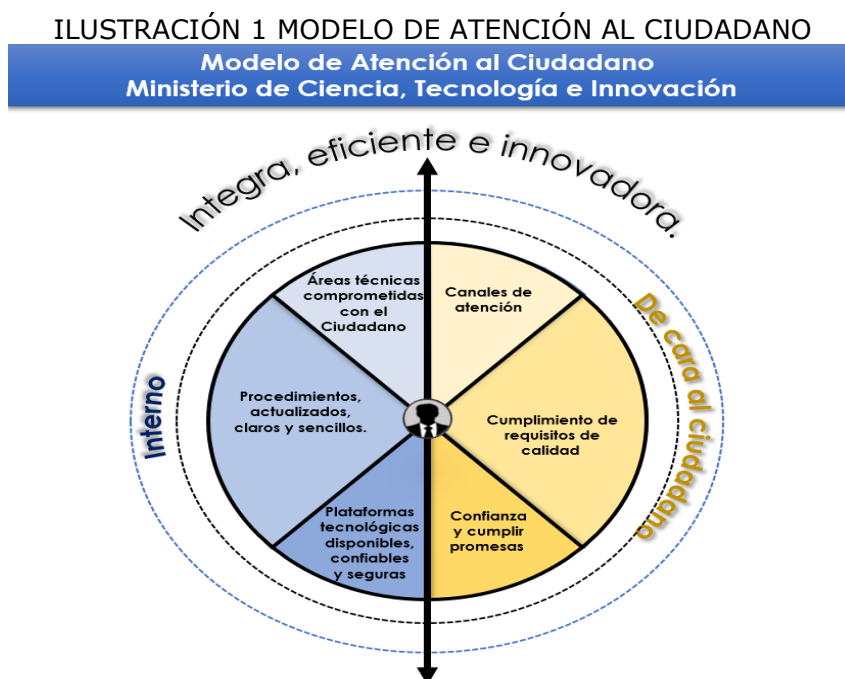 ILUSTRACIÓN 1 MODELO DE ATENCIÓN AL CIUDADANO
Modelo de Atención al Ciudadano
Ministerio de Ciencia, Tecnología e Innovación
Integra, eficiente e innovadora.
Áreas técnicas
comprometidas
con el
Ciudadano
Canales de
atención
De cara al ciudadano
Interno
Procedimientos,
actualizados,
claros y sencillos.
Cumplimiento de
requisitos de
calidad
Plataformas
tecnológicas
disponibles,
confiables
y seguras
Confianza
y cumplir
promesas